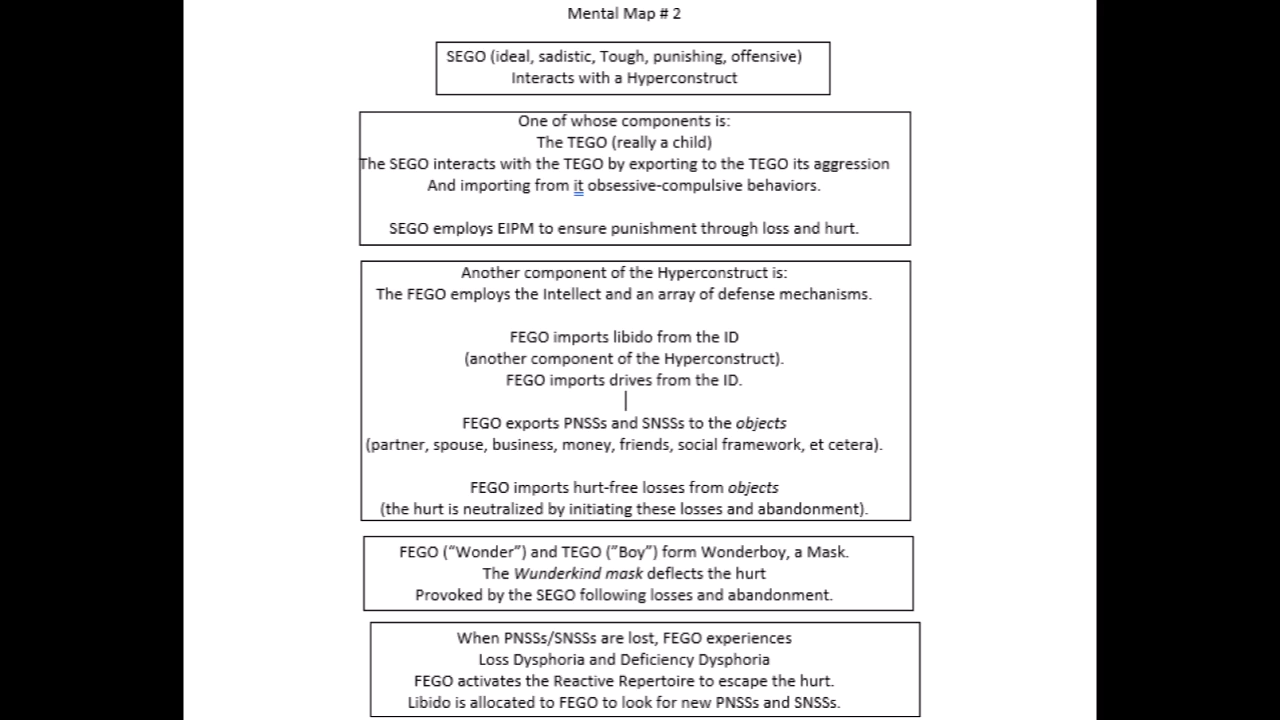 Mental Map # 2
SEGO (ideal, sadistic, Tough, punishing, offensive)
Interacts with a Hyperconstruct
One of whose components is:
The TEGO (really a child)
The SEGO interacts with the TEGO by exporting to the TEGO its aggression
And importing from it obsessive-compulsive behaviors.
SEGO employs EIPM to ensure punishment through loss and hurt.
Another component of the Hyperconstruct is:
The FEGO employs the Intellect and an array of defense mechanisms.
FEGO imports libido from the ID
(another component of the Hyperconstruct).
FEGO imports drives from the ID.
FEGO exports PNSSs and SNSSs to the objects
(partner, spouse, business, money, friends, social framework, et cetera).
FEGO imports hurt-free losses from objects
(the hurt is neutralized by initiating these losses and abandonment).
FEGO (“Wonder”) and TEGO (”Boy”) form Wonderboy, a Mask.
The Wunderkind mask deflects the hurt
Provoked by the SEGO following losses and abandonment.
When PNSSs/SNSSs are lost, FEGO experiences
Loss Dysphoria and Deficiency Dysphoria
FEGO activates the Reactive Repertoire to escape the hurt.
Libido is allocated to FEGO to look for new PNSSs and SNSSs.